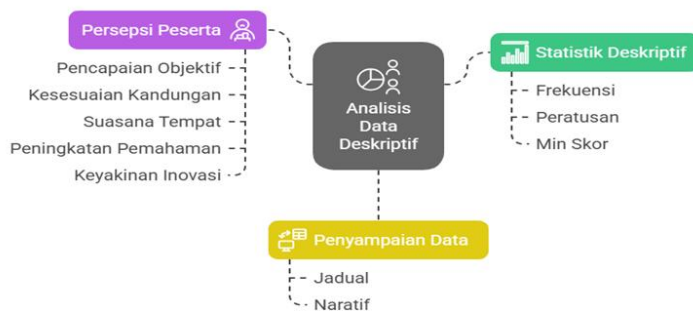 Persepsi Peserta
Pencapaian Objektif
Kesesuaian Kandungan
Suasana Tempat
Peningkatan Pemahaman
Keyakinan Inovasi
Analisis
Data
Deskriptif
Statistik Deskriptif
Frekuensi
Peratusan
Min Skor
Penyampaian Data
Jadual
Naratif